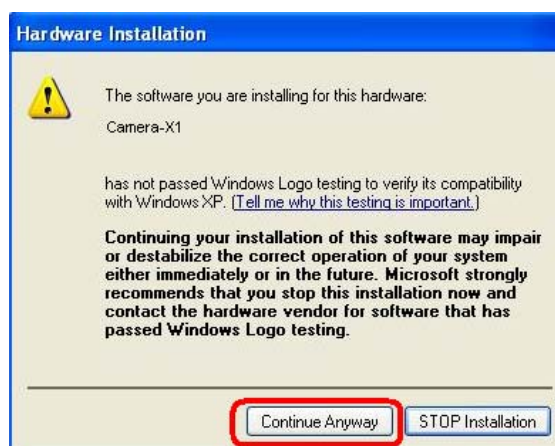 Hardware Installation
The software you are installing for this hardware:
Camera-X1
has not passed Windows Logo testing to verify its compatibility
with Windows XP. (Tell me why this testing is important.)
Continuing your installation of this software may impair
or destabilize the correct operation of your system
either immediately or in the future. Microsoft strongly
recommends that you stop this installation now and
contact the hardware vendor for software that has
passed Windows Logo testing.
Continue Anyway
STOP Installation